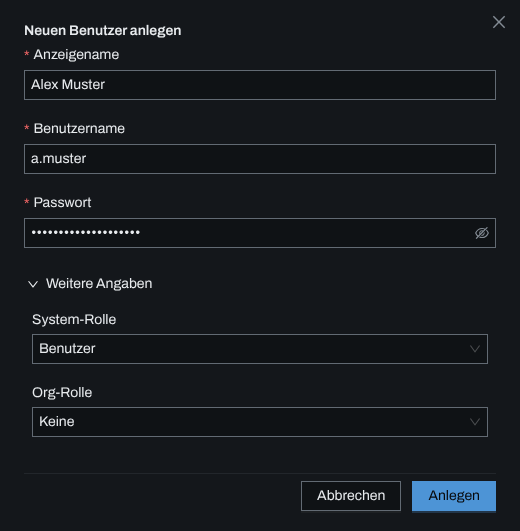 Neuen Benutzer anlegen
* Anzeigename
Alex Muster
* Benutzername
a.muster
* Passwort
••••••••••••••••••••
Weitere Angaben
System-Rolle
Benutzer
Org-Rolle
Keine
Abbrechen Anlegen